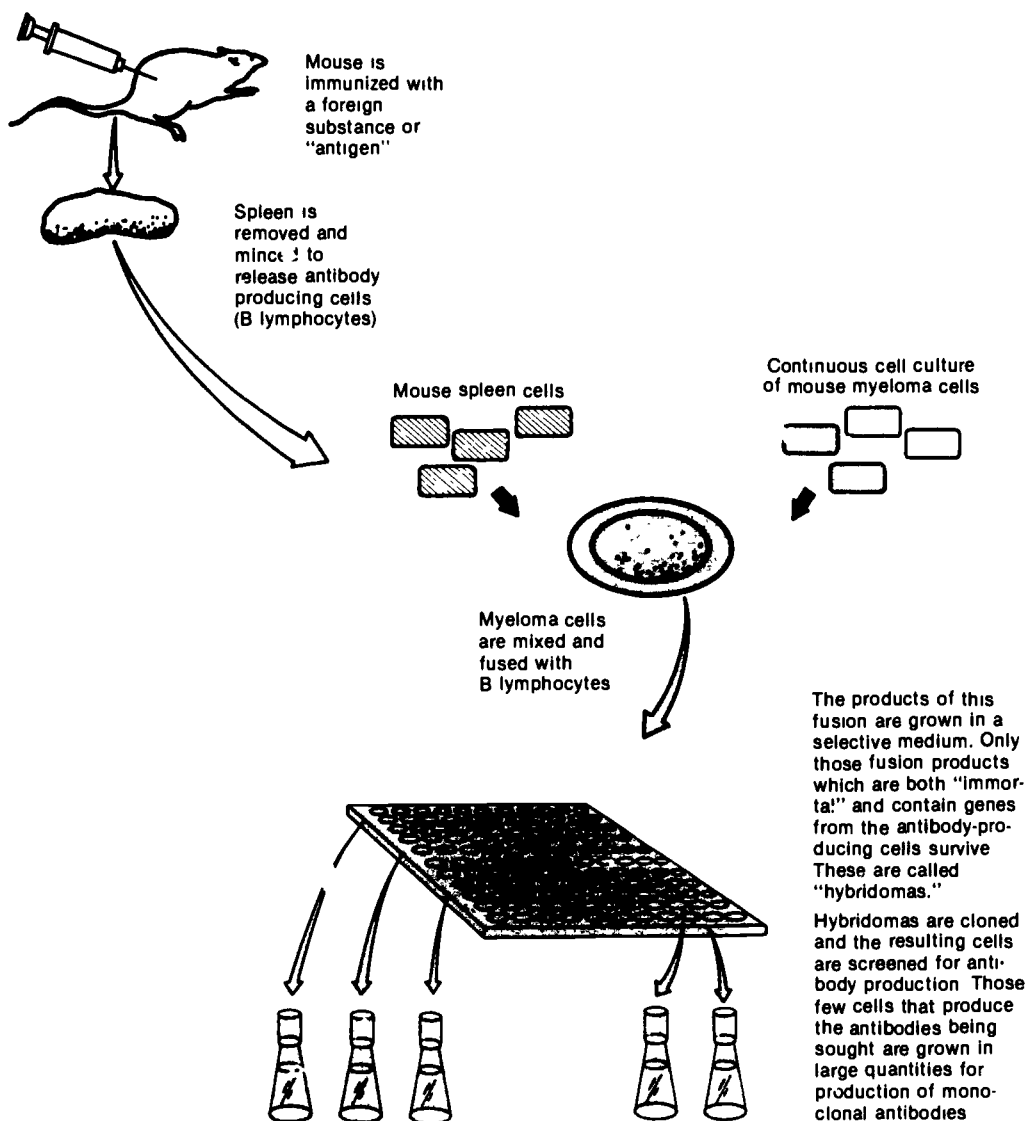 Mouse is
immunized with
a foreign
substance or
"antigen"
Spleen is
removed and
minced to
release antibody
producing cells
(B lymphocytes)
Mouse spleen cells
Continuous cell culture
of mouse myeloma cells
Myeloma cells
are mixed and
fused with
B lymphocytes
The products of this
fusion are grown in a
selective medium. Only
those fusion products
which are both "immor-
tal" and contain genes
from the antibody-pro-
ducing cells survive
These are called
"hybridomas."
Hybridomas are cloned
and the resulting cells
are screened for anti-
body production Those
few cells that produce
the antibodies being
sought are grown in
large quantities for
production of mono-
clonal antibodies